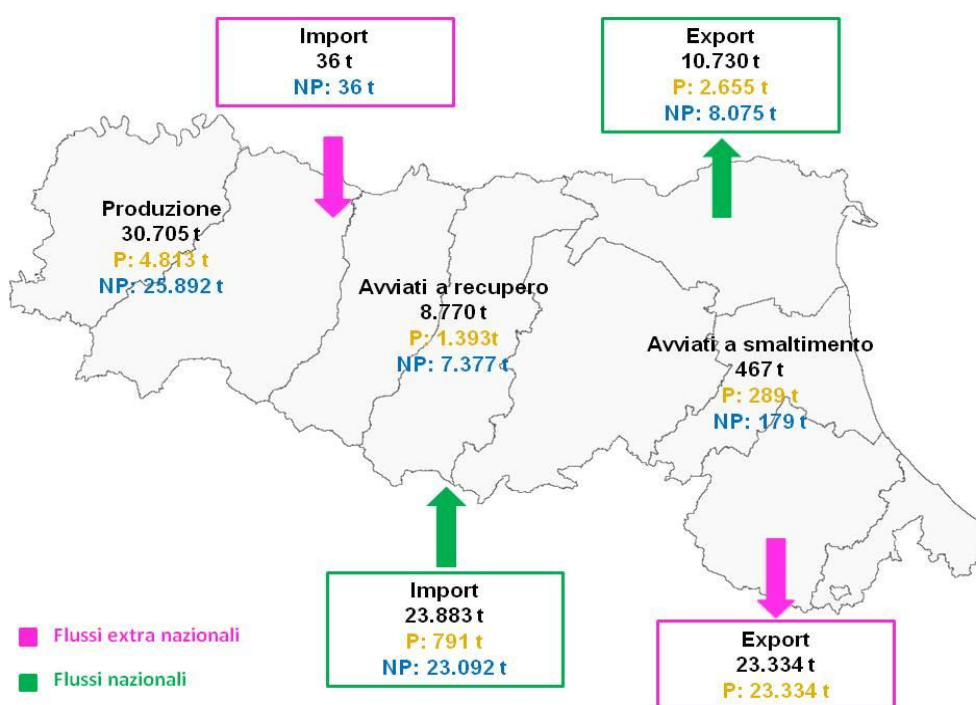 Import
36 t
NP: 36 t
Export
10.730 t
P: 2.655 t
NP: 8.075 t
Produzione
30.705 t
P: 4.813 t
NP: 25.892 t
Avviati a recupero
8.770 t
P: 1.393t
NP: 7.377 t
Avviati a smaltimento
467 t
P: 289 t
NP: 179 t
Import
23.883 t
P: 791 t
NP: 23.092 t
Export
23.334 t
P: 23.334 t
Flussi extra nazionali
Flussi nazionali